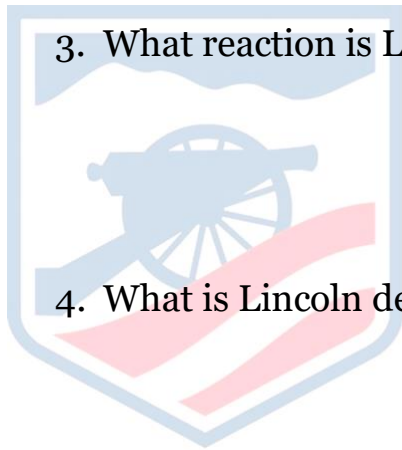 3. What reaction is L
4. What is Lincoln de